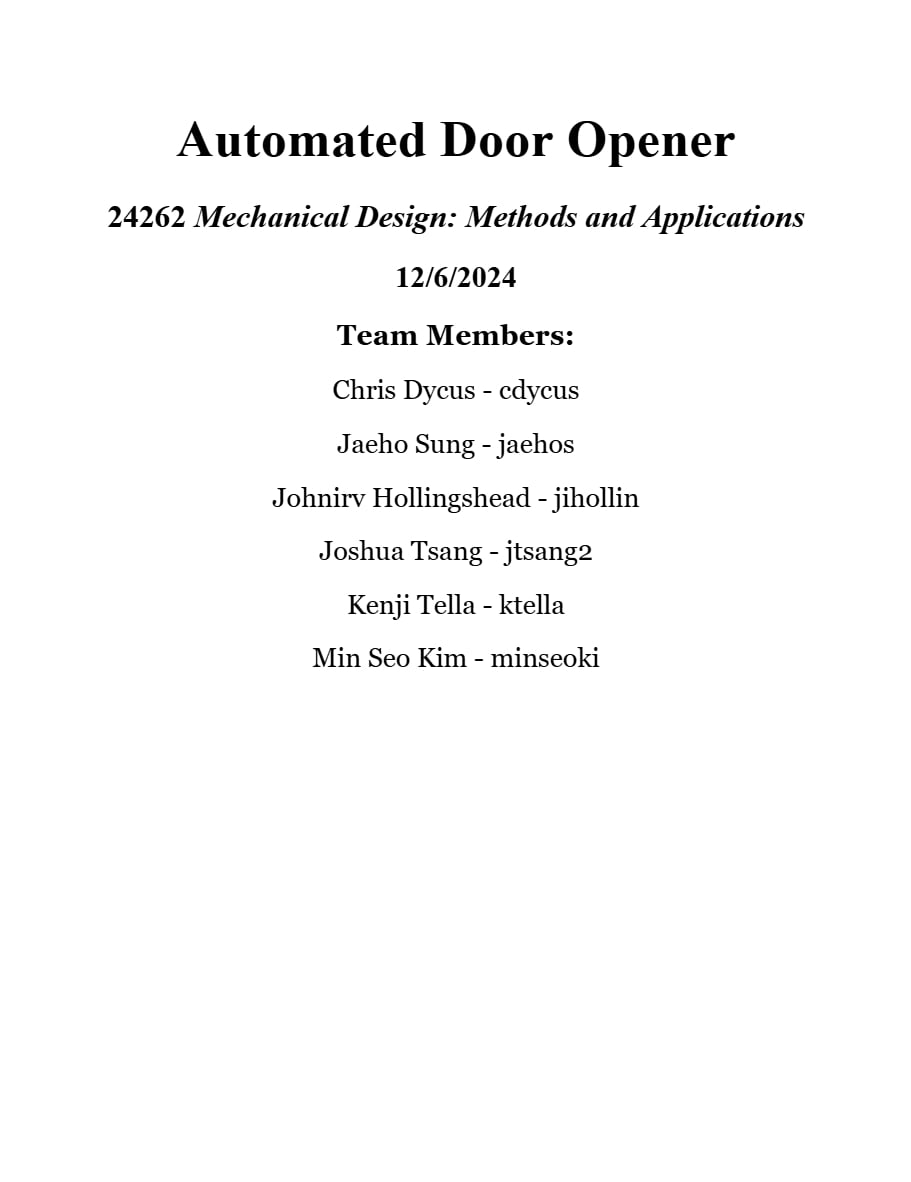 Automated Door Opener
24262 Mechanical Design: Methods and Applications
12/6/2024
Team Members:
Chris Dycus - cdycus
Jaeho Sung - jaehos
Johnirv Hollingshead - jihollin
Joshua Tsang - jtsang2
Kenji Tella - ktella
Min Seo Kim - minseoki